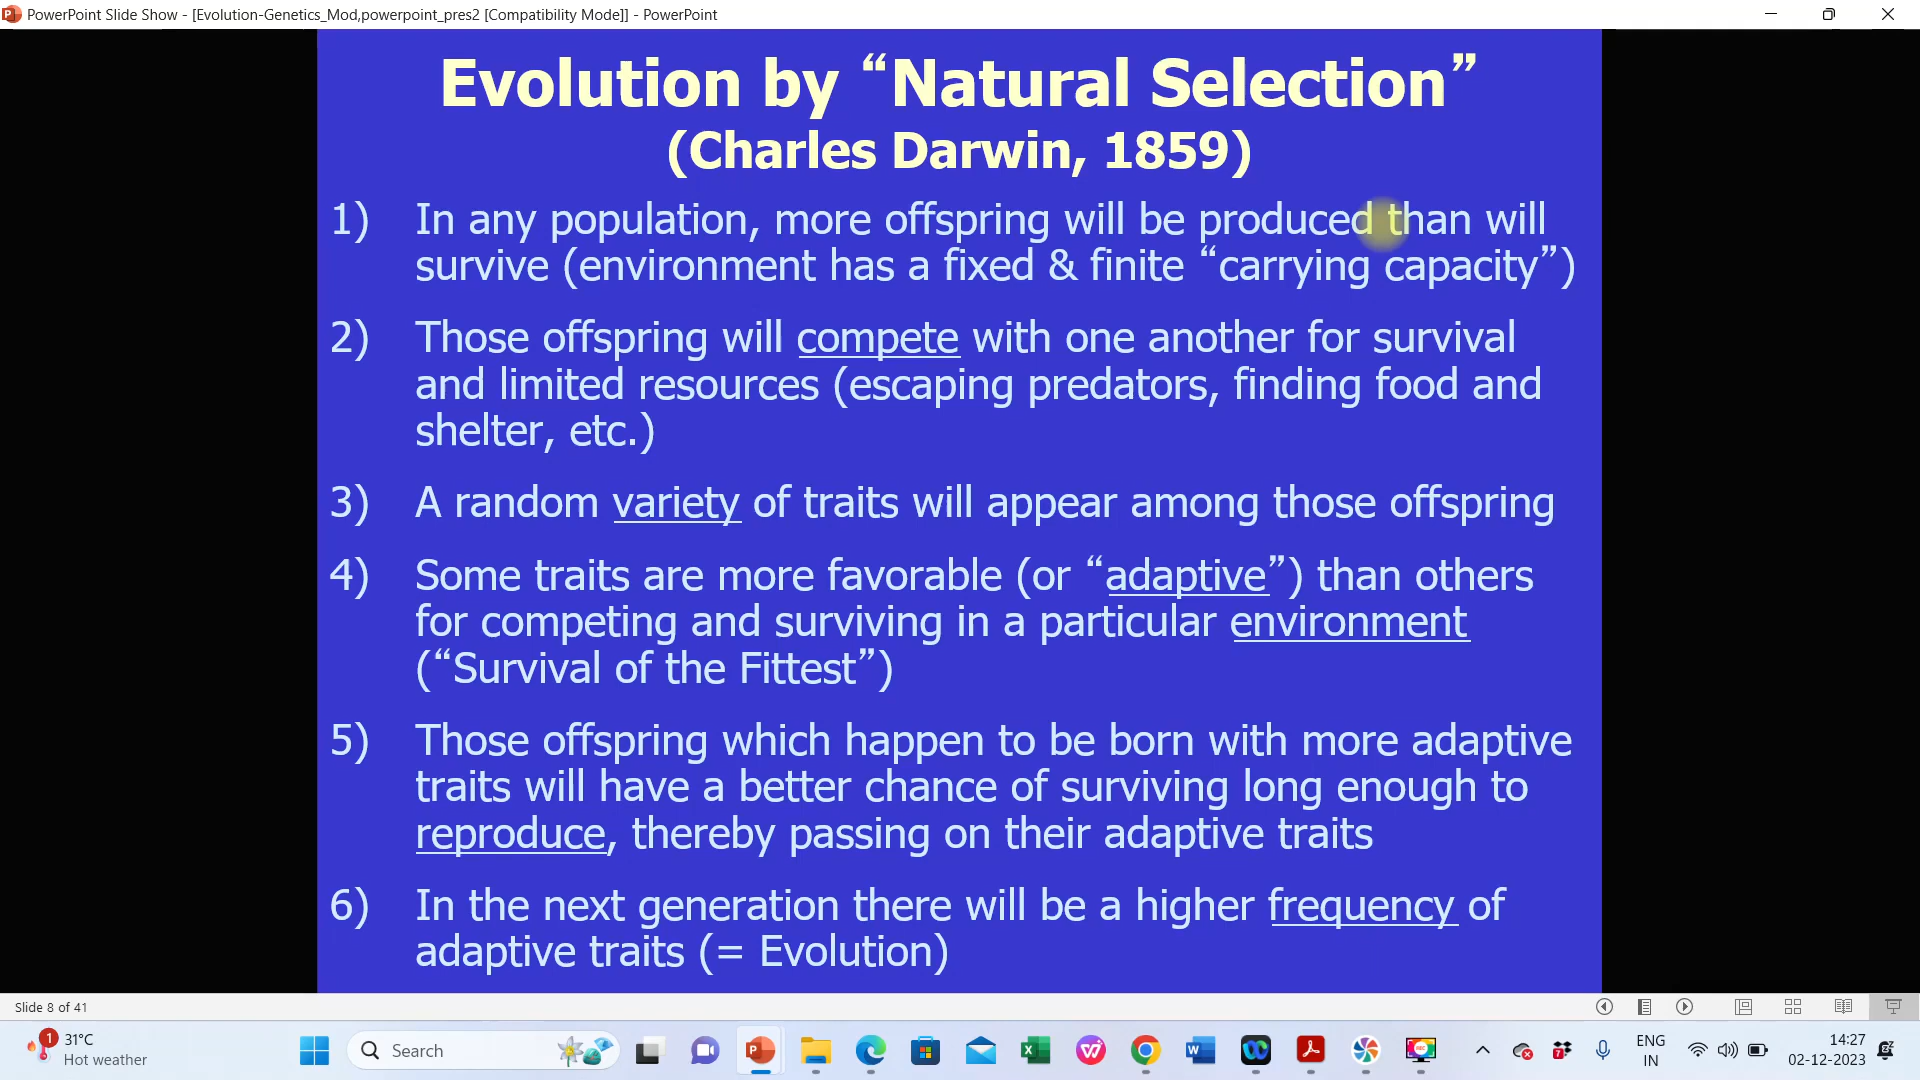 PowerPoint Slide Show - [Evolution-Genetics_Mod,powerpoint_pres2 [Compatibility Mode]] - PowerPoint
Evolution by “Natural Selection”
(Charles Darwin, 1859)
1) In any population, more offspring will be produced than will
survive (environment has a fixed & finite “carrying capacity”)
2) Those offspring will compete with one another for survival
and limited resources (escaping predators, finding food and
shelter, etc.)
3) A random variety of traits will appear among those offspring
4) Some traits are more favorable (or “adaptive”) than others
for competing and surviving in a particular environment
(“Survival of the Fittest”)
5) Those offspring which happen to be born with more adaptive
traits will have a better chance of surviving long enough to
reproduce, thereby passing on their adaptive traits
6) In the next generation there will be a higher frequency of
adaptive traits (= Evolution)
Slide 8 of 41
1
31°C
Hot weather
Search
7
ENG
IN
14:27
02-12-2023